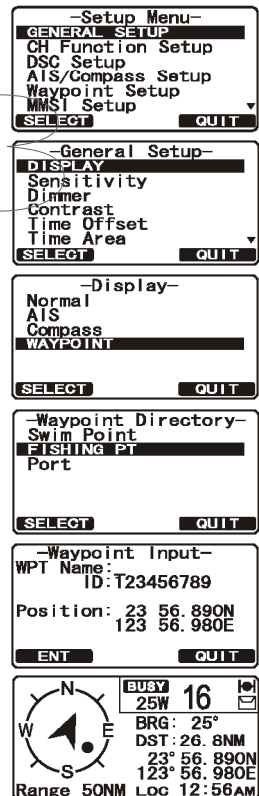 -Setup Menu-
GENERAL SETUP
CH Function Setup
DSC Setup
AIS/Compass Setup
Waypoint Setup
MMSI Setup
SELECT QUIT
-General Setup-
DISPLAY
Sensitivity
Dimmer
Contrast
Time Offset
Time Area
SELECT QUIT
-Display-
Normal
AIS
Compass
WAYPOINT
SELECT QUIT
-Waypoint Directory-
Swim Point
FISHING PT
Port
SELECT QUIT
-Waypoint Input-
WPT Name:_
ID:123456789
Position: 23 56.890N
123 56.980E
ENT QUIT
N
W E
S
Range 50NM
BUSY
25W 16
BRG: 25°
DST:26.8NM
23°56.890N
123°56.980E
LOC 12:56AM